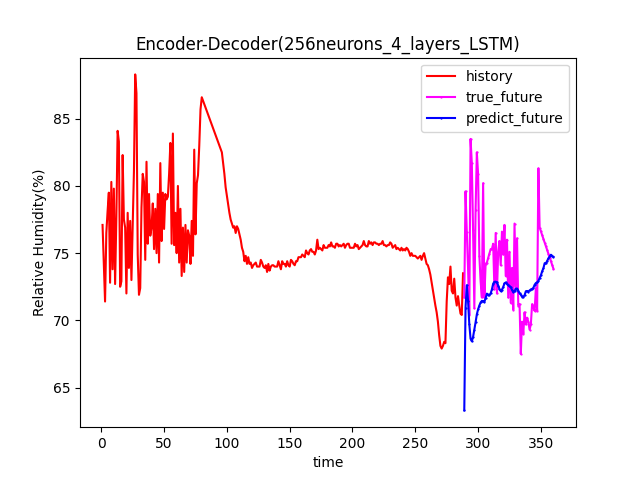 Encoder-Decoder(256neurons_4_layers_LSTM)
history
true_future
predict_future
Relative Humidity(%)
85
80
75
70
65
0 50 100 150 200 250 300 350
time